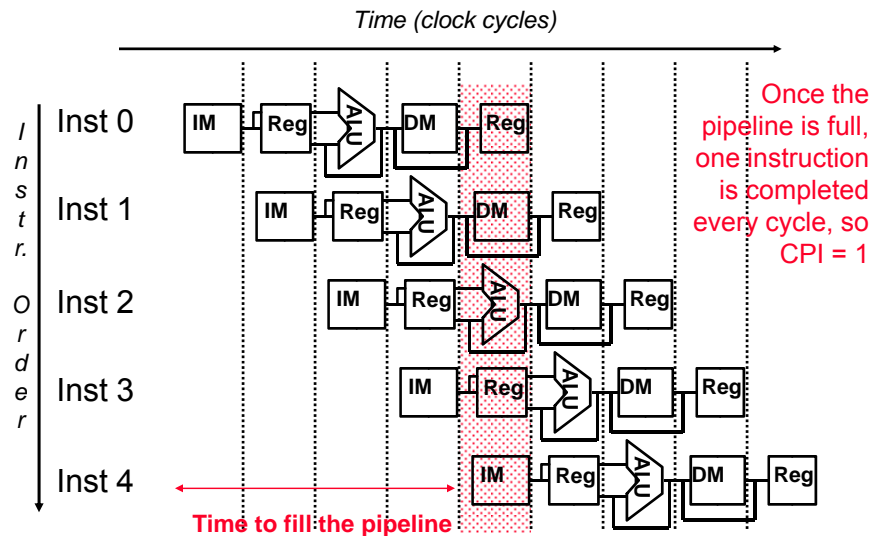 Time (clock cycles)
Instr. Order
Inst 0
IM
Reg
ALU
DM
Reg
Once the
pipeline is full,
one instruction
is completed
every cycle, so
CPI = 1
Inst 1
IM
Reg
ALU
DM
Reg
Inst 2
IM
Reg
ALU
DM
Reg
Inst 3
IM
Reg
ALU
DM
Reg
Inst 4
IM
Reg
ALU
DM
Reg
Time to fill the pipeline